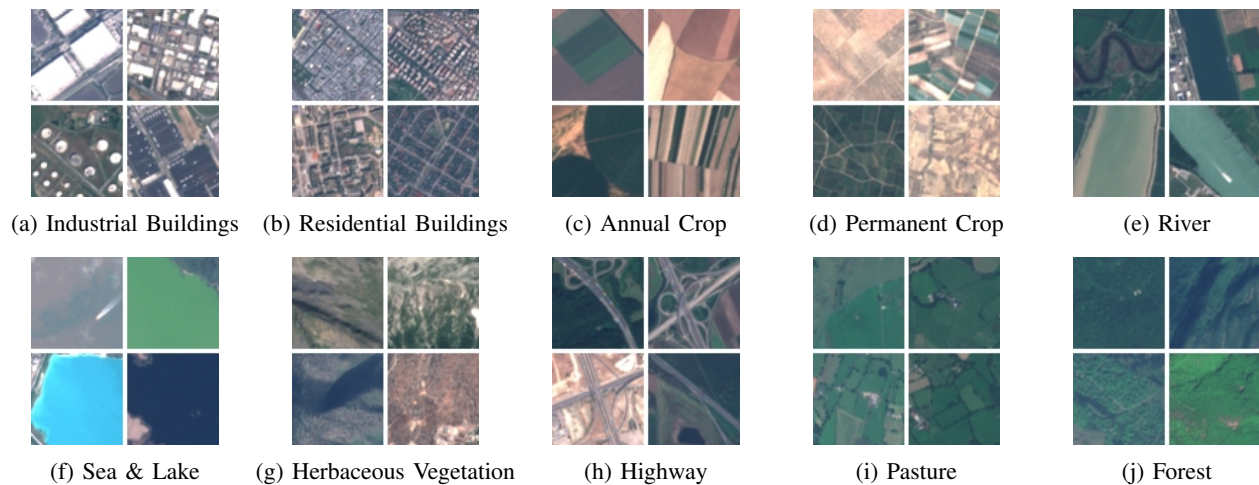 (a) Industrial Buildings
(b) Residential Buildings
(c) Annual Crop
(d) Permanent Crop
(e) River
(f) Sea & Lake
(g) Herbaceous Vegetation
(h) Highway
(i) Pasture
(j) Forest